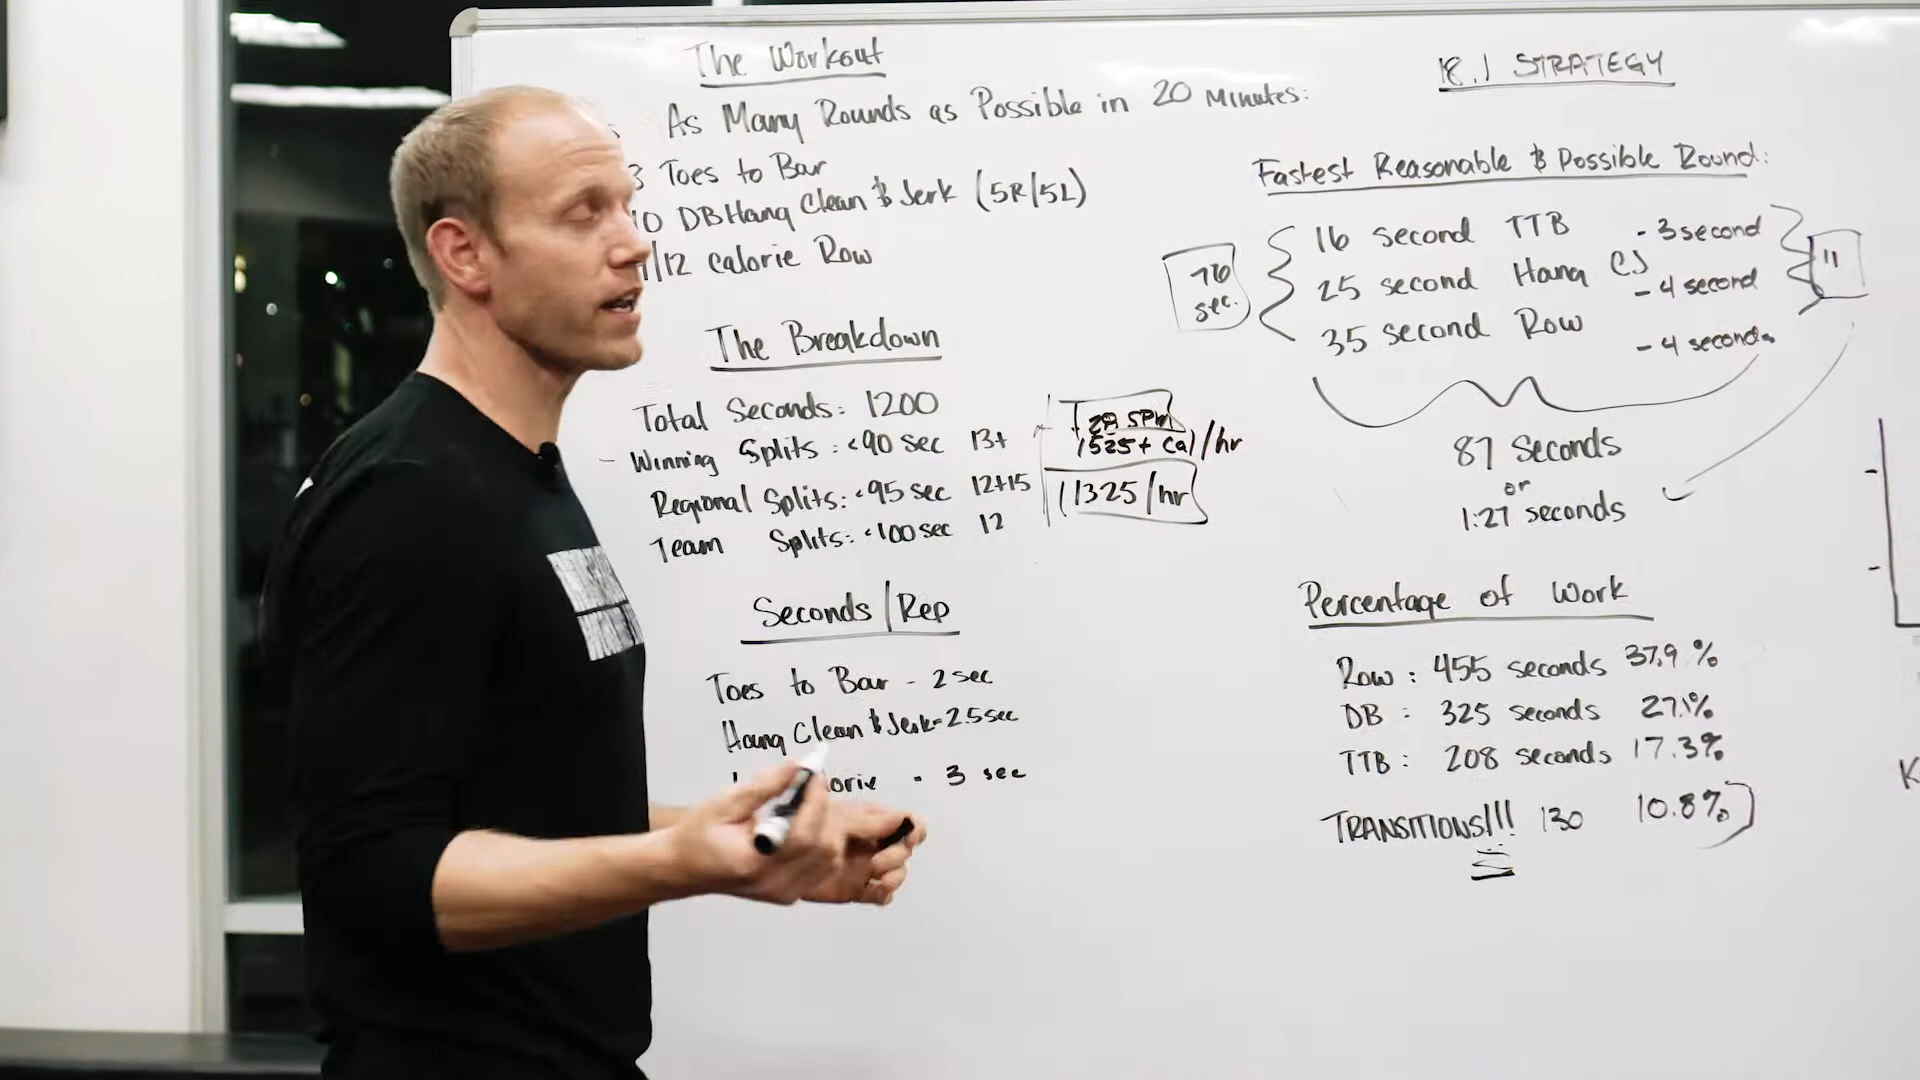 The Workout
As Many Rounds as Possible in 20 Minutes:
Toes to Bar
10 DB Hang Clean & Jerk (5R/5L)
/12 Calorie Row
The Breakdown
Total Seconds: 1200
- Winning Splits: <90 sec 13+
Regional Splits: <95 sec 12+15
Team Splits: <100 sec 12
28 SPM
1525+ Cal/hr
1325/hr
Seconds/Rep
Toes to Bar - 2 sec
Hang Clean & Jerk - 2.5 sec
- 3 sec
18.1 STRATEGY
Fastest Reasonable & Possible Round:
76 sec.
16 second TTB - 3 second
25 second Hang CJ - 4 second
35 second Row - 4 seconds
11
87 Seconds
or
1:27 seconds
Percentage of Work
Row: 455 seconds 37.9%
DB: 325 seconds 27.1%
TTB: 208 seconds 17.3%
TRANSITIONS!!! 130 10.8%
K